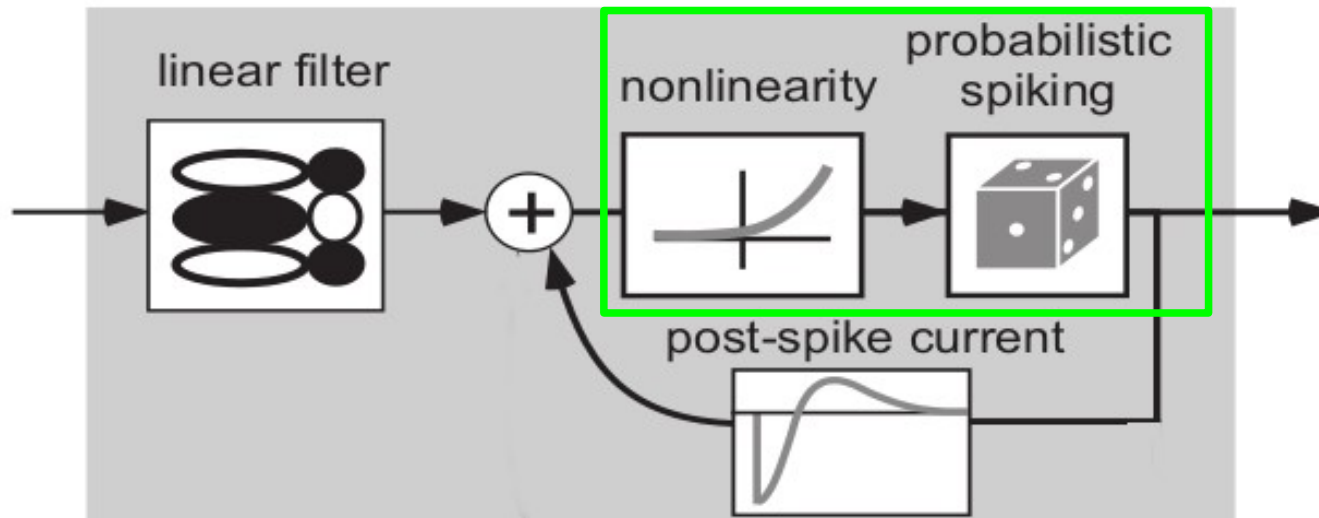 linear filter
nonlinearity
probabilistic
spiking
+
post-spike current